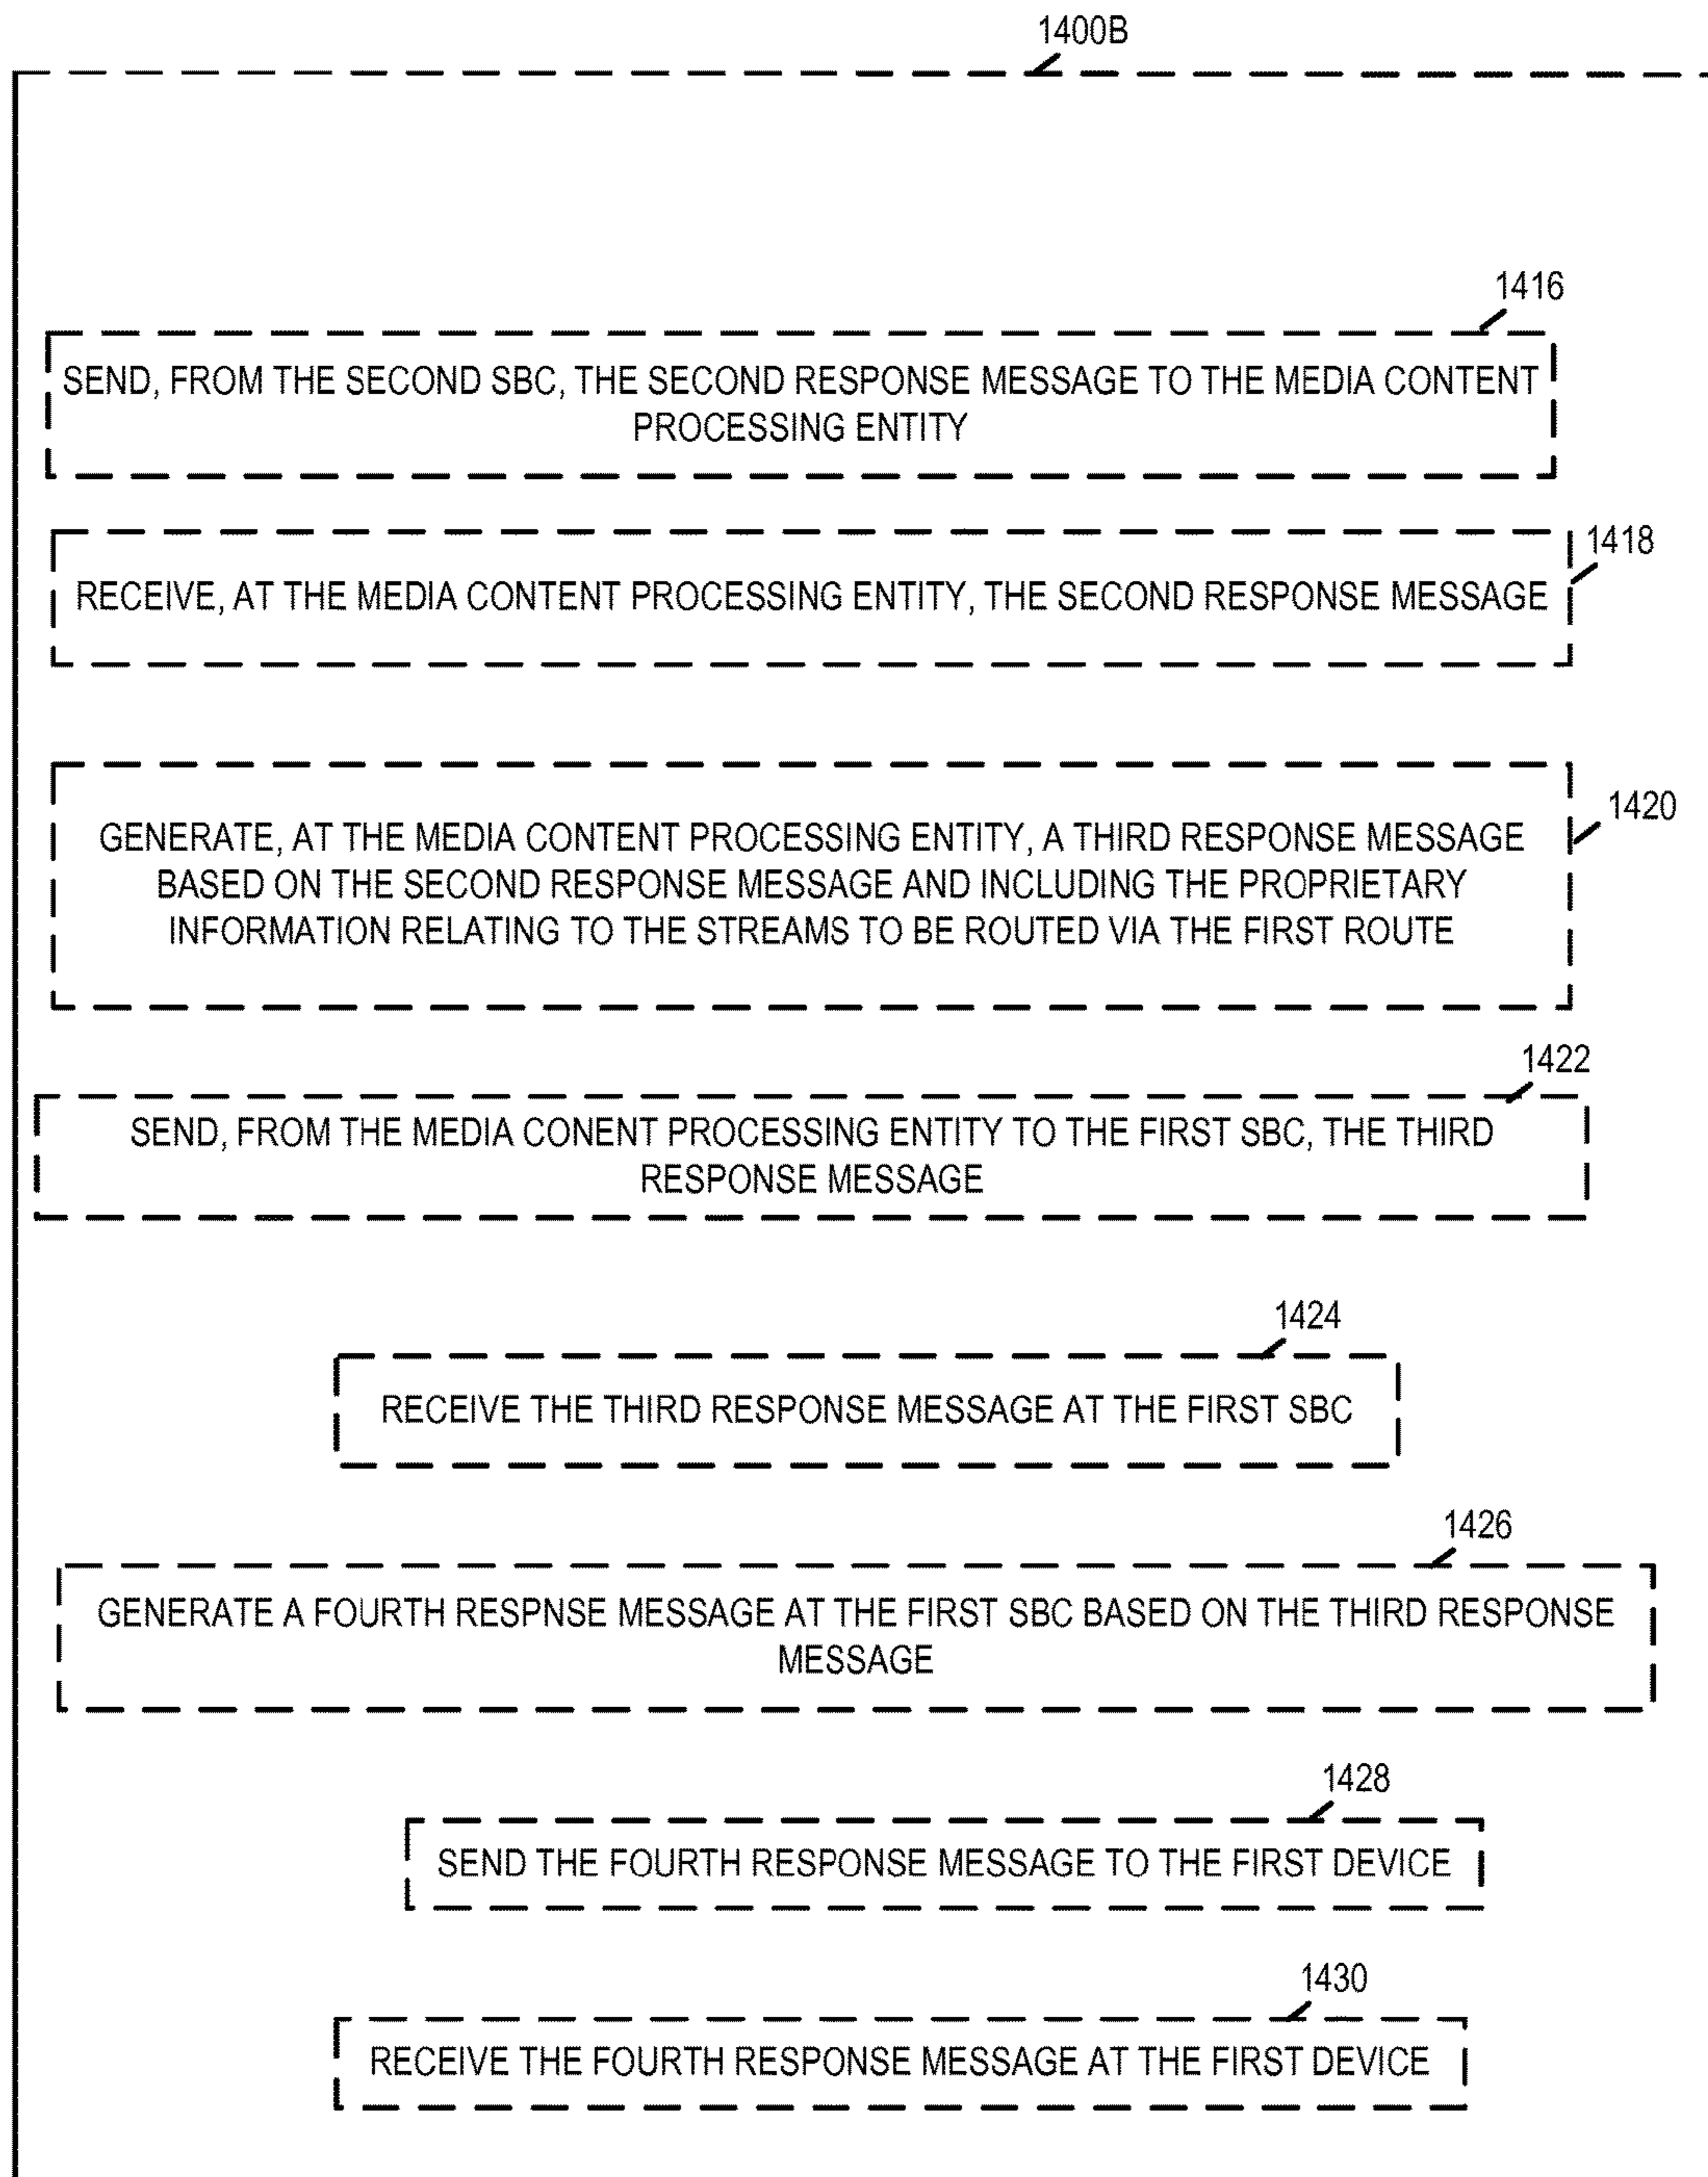 1400B
1416
SEND, FROM THE SECOND SBC, THE SECOND RESPONSE MESSAGE TO THE MEDIA CONTENT
PROCESSING ENTITY
1418
RECEIVE, AT THE MEDIA CONTENT PROCESSING ENTITY, THE SECOND RESPONSE MESSAGE
1420
GENERATE, AT THE MEDIA CONTENT PROCESSING ENTITY, A THIRD RESPONSE MESSAGE
BASED ON THE SECOND RESPONSE MESSAGE AND INCLUDING THE PROPRIETARY
INFORMATION RELATING TO THE STREAMS TO BE ROUTED VIA THE FIRST ROUTE
1422
SEND, FROM THE MEDIA CONENT PROCESSING ENTITY TO THE FIRST SBC, THE THIRD
RESPONSE MESSAGE
1424
RECEIVE THE THIRD RESPONSE MESSAGE AT THE FIRST SBC
1426
GENERATE A FOURTH RESPNSE MESSAGE AT THE FIRST SBC BASED ON THE THIRD RESPONSE
MESSAGE
1428
SEND THE FOURTH RESPONSE MESSAGE TO THE FIRST DEVICE
1430
RECEIVE THE FOURTH RESPONSE MESSAGE AT THE FIRST DEVICE